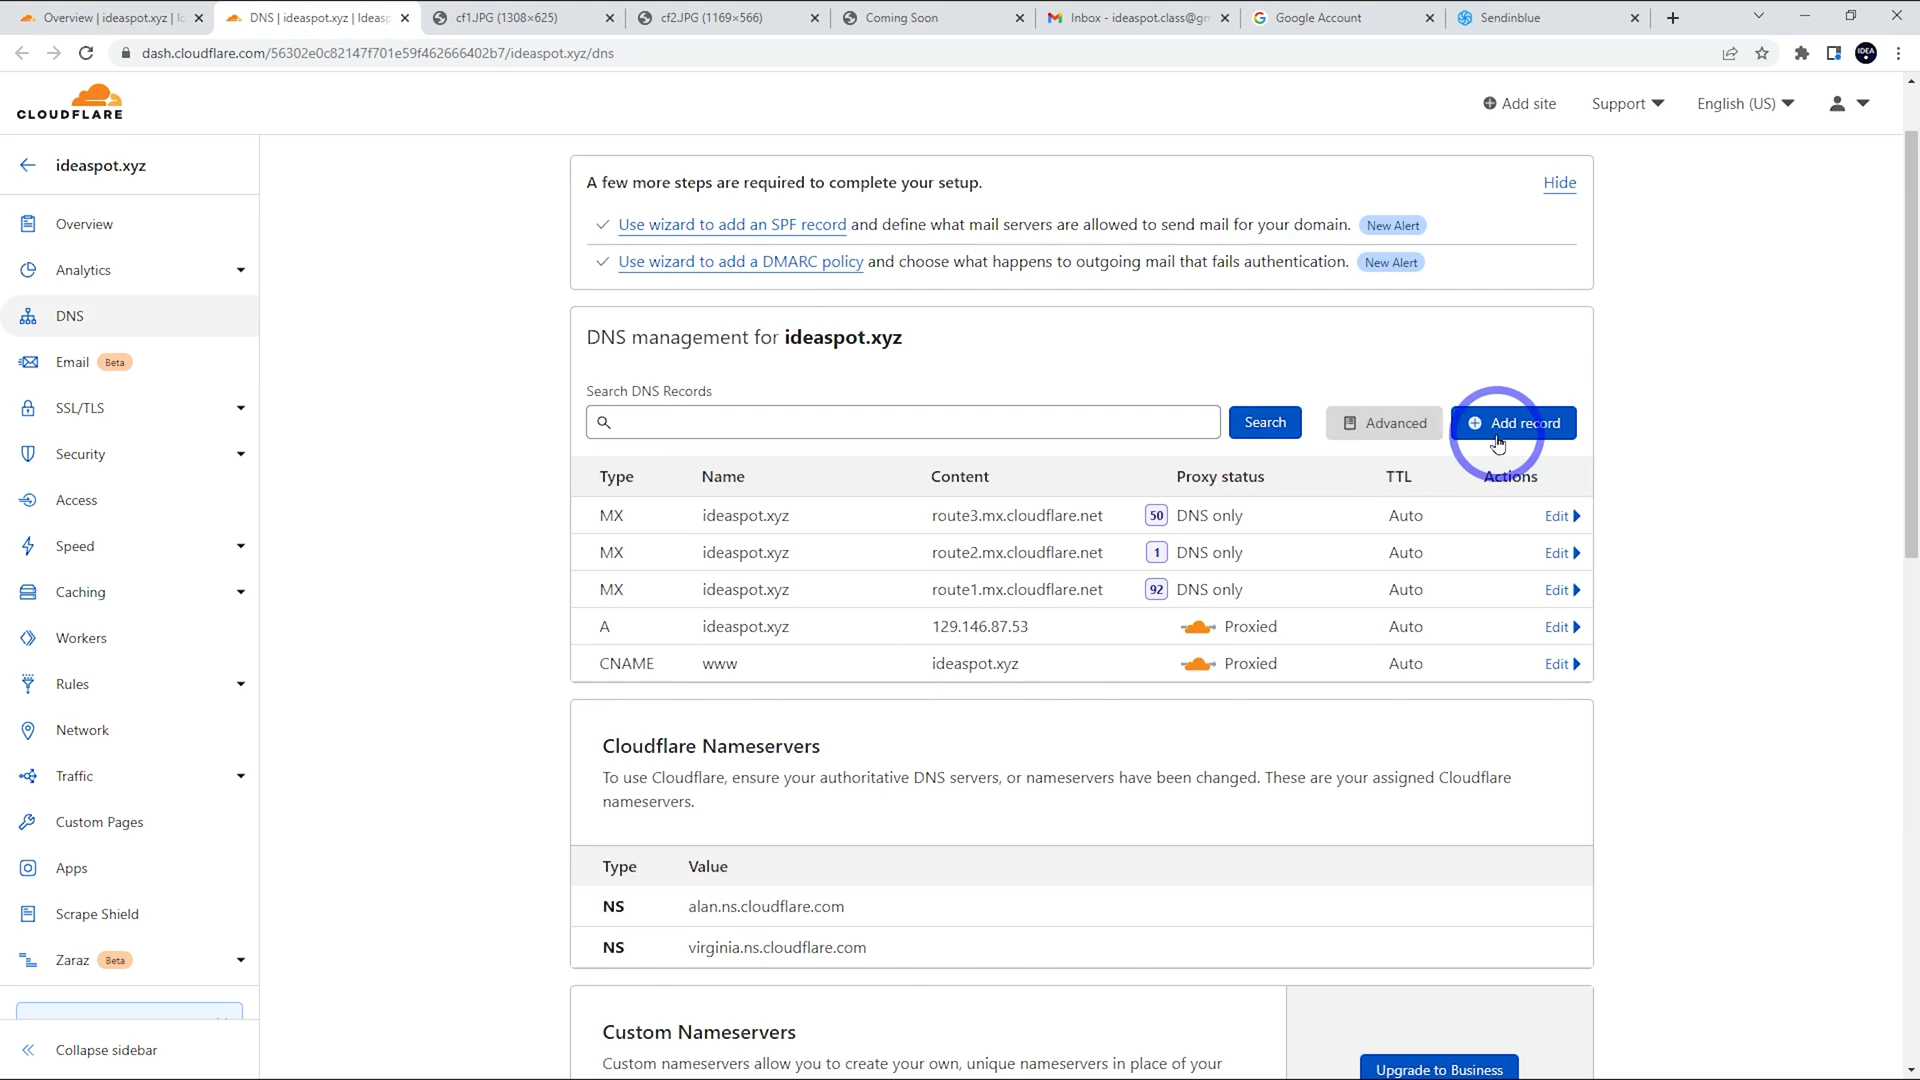 Overview | ideaspot.xyz | I
DNS | ideaspot.xyz | Ideas
cf1.JPG (1308×625)
cf2.JPG (1169×566)
Coming Soon
Inbox - ideaspot.class@gm
Google Account
Sendinblue
dash.cloudflare.com/56302e0c82147f701e59f462666402b7/ideaspot.xyz/dns
IDEA
CLOUDFLARE
Add site
Support
English (US)
ideaspot.xyz
Overview
Analytics
DNS
Email Beta
SSL/TLS
Security
Access
Speed
Caching
Workers
Rules
Network
Traffic
Custom Pages
Apps
Scrape Shield
Zaraz Beta
Collapse sidebar
A few more steps are required to complete your setup. Hide
Use wizard to add an SPF record and define what mail servers are allowed to send mail for your domain. New Alert
Use wizard to add a DMARC policy and choose what happens to outgoing mail that fails authentication. New Alert
DNS management for ideaspot.xyz
Search DNS Records
Search
Advanced
Add record
Type Name Content Proxy status TTL Actions
MX ideaspot.xyz route3.mx.cloudflare.net 50 DNS only Auto Edit
MX ideaspot.xyz route2.mx.cloudflare.net 1 DNS only Auto Edit
MX ideaspot.xyz route1.mx.cloudflare.net 92 DNS only Auto Edit
A ideaspot.xyz 129.146.87.53 Proxied Auto Edit
CNAME www ideaspot.xyz Proxied Auto Edit
Cloudflare Nameservers
To use Cloudflare, ensure your authoritative DNS servers, or nameservers have been changed. These are your assigned Cloudflare
nameservers.
Type Value
NS alan.ns.cloudflare.com
NS virginia.ns.cloudflare.com
Custom Nameservers
Custom nameservers allow you to create your own, unique nameservers in place of your
Upgrade to Business